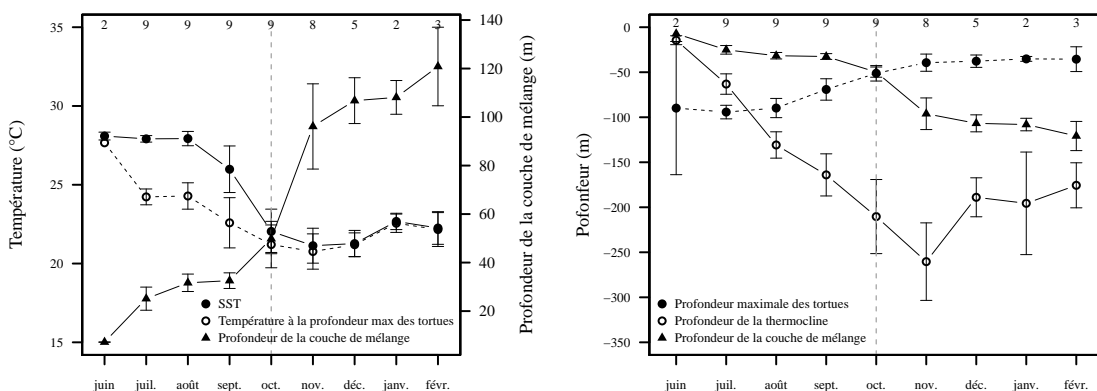 2 9 9 9 9 8 5 2 3
35
30
25
20
15
Température (°C)
140
120
100
80
60
40
20
Profondeur de la couche de mélange (m)
SST
Température à la profondeur max des tortues
Profondeur de la couche de mélange
juin juil. août sept. oct. nov. déc. janv. févr.
2 9 9 9 9 8 5 2 3
0
−50
−100
−150
−200
−250
−300
−350
Pofonfeur (m)
Profondeur maximale des tortues
Profondeur de la thermocline
Profondeur de la couche de mélange
juin juil. août sept. oct. nov. déc. janv. févr.